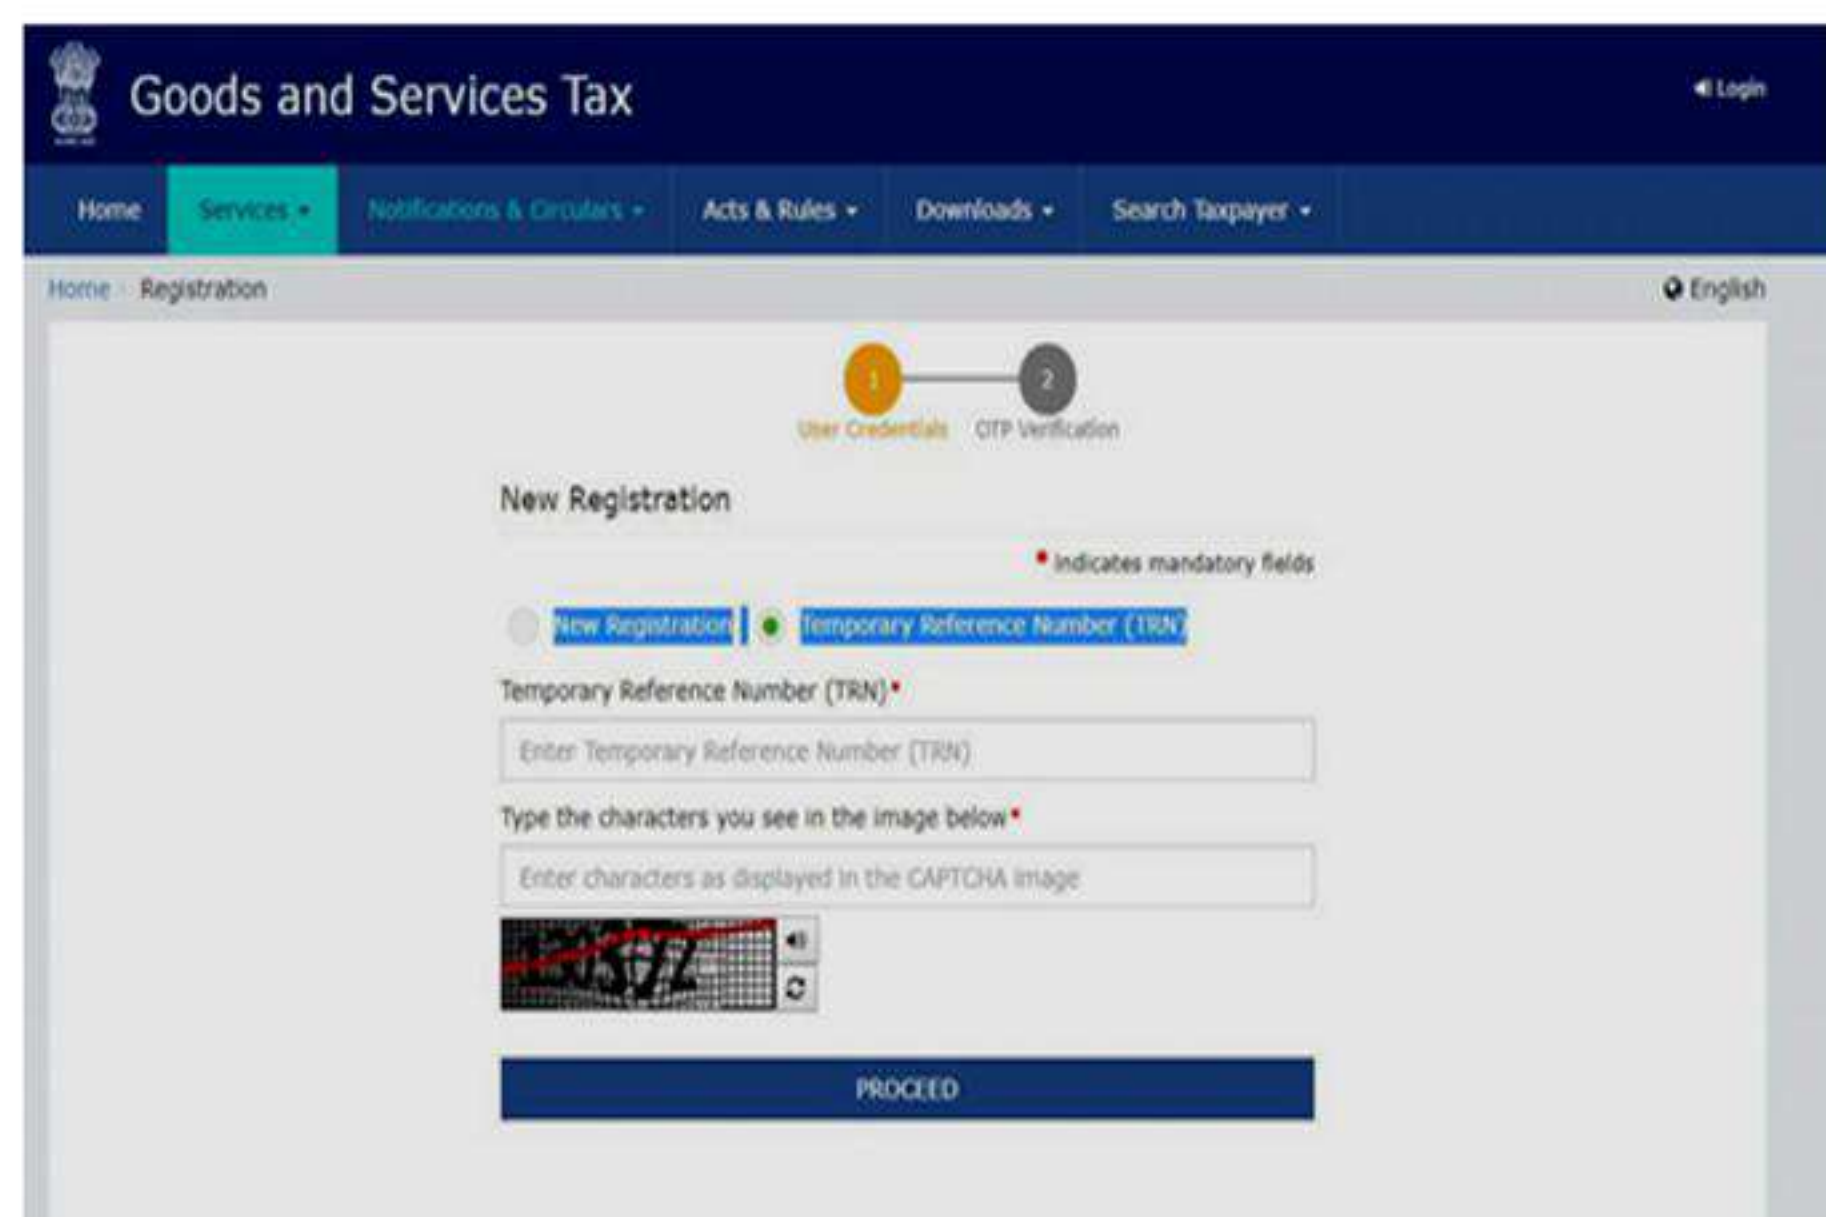 Goods and Services Tax
Login
Home Services Notifications & Circulars Acts & Rules Downloads Search Taxpayer
Home Registration English
1 2
User Credentials OTP Verification
New Registration
• indicates mandatory fields
New Registration Temporary Reference Number (TRN)
Temporary Reference Number (TRN)•
Enter Temporary Reference Number (TRN)
Type the characters you see in the image below•
Enter characters as displayed in the CAPTCHA image
PROCEED